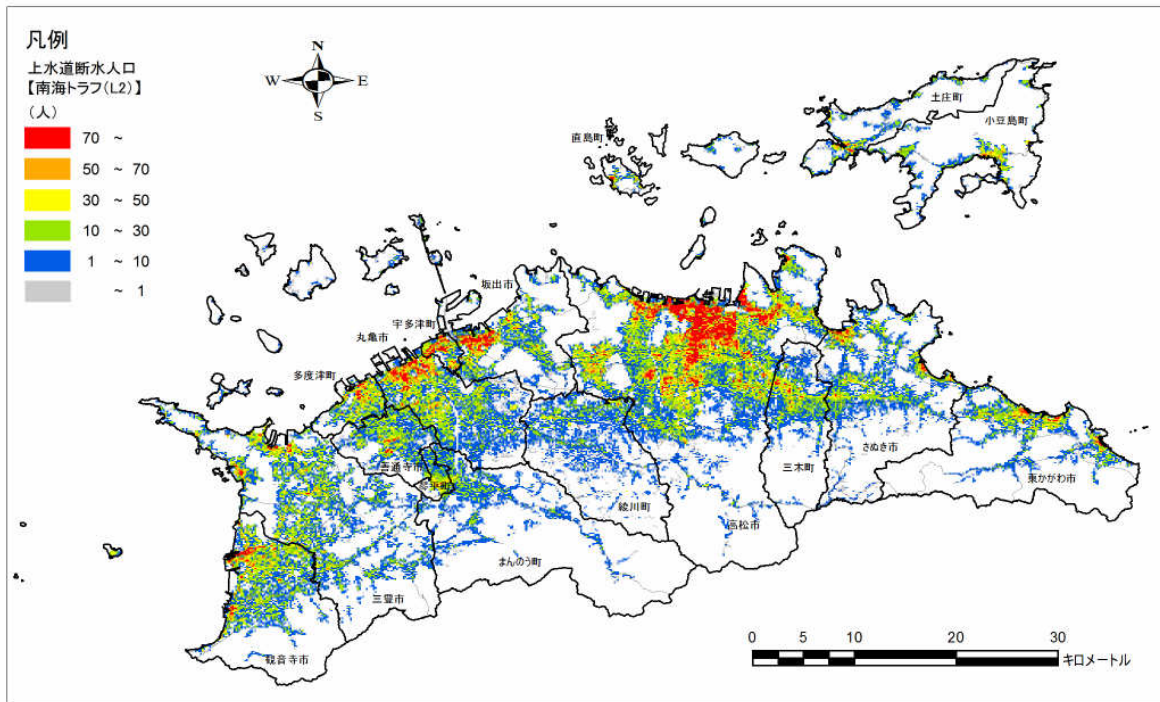 凡例
上水道断水人口
【南海トラフ(L2)】
(人)
70 ~
50 ~ 70
30 ~ 50
10 ~ 30
1 ~ 10
~ 1
N
W
E
S
土庄町
小豆島町
直島町
坂出市
宇多津町
丸亀市
多度津町
善通寺市
琴平町
さぬき市
三木町
東かがわ市
綾川町
高松市
まんのう町
三豊市
観音寺市
0 5 10 20 30
キロメートル